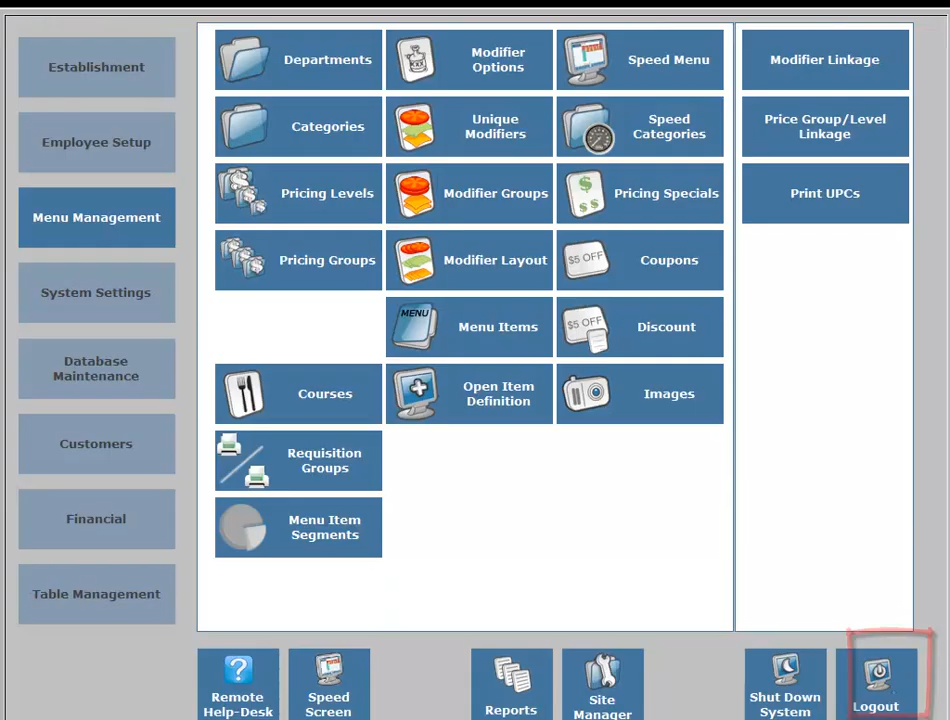 Establishment
Employee Setup
Menu Management
System Settings
Database
Maintenance
Customers
Financial
Table Management
Departments
Categories
Pricing Levels
Pricing Groups
Courses
Requisition
Groups
Menu Item
Segments
Modifier
Options
Unique
Modifiers
Modifier Groups
Modifier Layout
MENU
Menu Items
Open Item
Definition
Speed Menu
Speed
Categories
Pricing Specials
$5 OFF
Coupons
$5 OFF
Discount
Images
Modifier Linkage
Price Group/Level
Linkage
Print UPCs
Remote
Help-Desk
Speed
Screen
Reports
Site
Manager
Shut Down
System
Logout